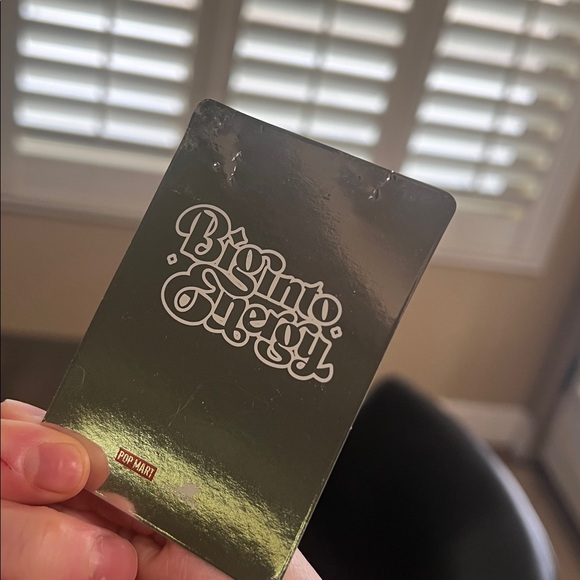 Big into
Energy
POP MART